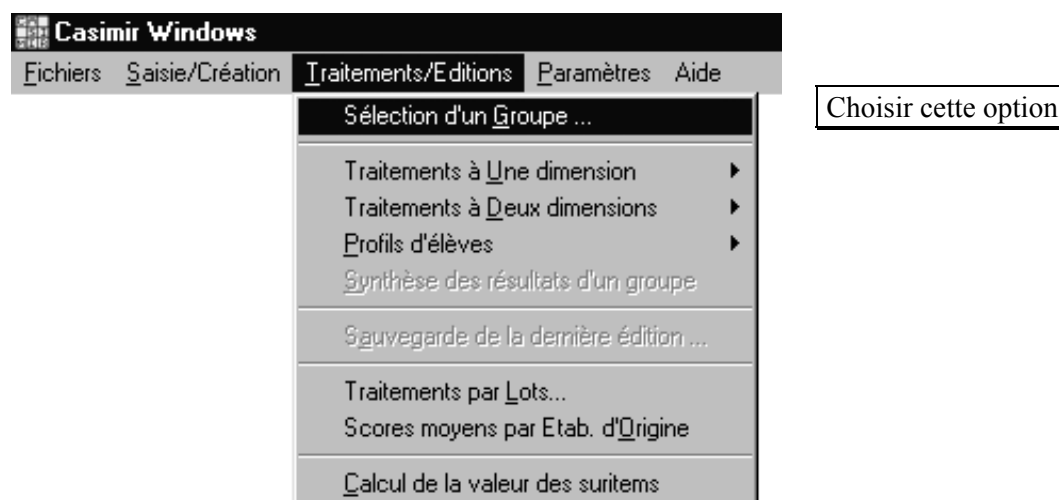 Casimir Windows
Fichiers Saisie/Création Traitements/Editions Paramètres Aide
Choisir cette option
Sélection d'un Groupe ...
Traitements à Une dimension
Traitements à Deux dimensions
Profils d'élèves
Synthèse des résultats d'un groupe
Sauvegarde de la dernière édition ...
Traitements par Lots...
Scores moyens par Etab. d'Origine
Calcul de la valeur des suritems